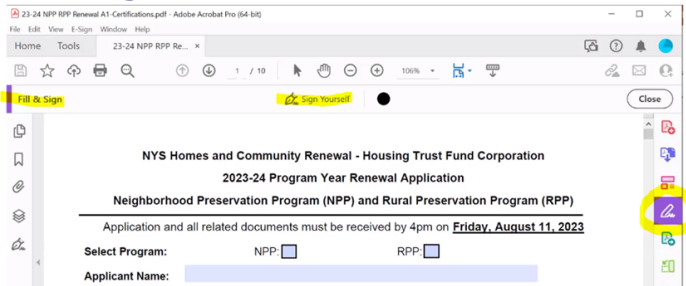 23-24 NPP RPP Renewal A1-Certifications.pdf - Adobe Acrobat Pro (64-bit)
File Edit View E-Sign Window Help
Home Tools 23-24 NPP RPP Re... ×
1 / 10 106%
Fill & Sign Sign Yourself Close
NYS Homes and Community Renewal - Housing Trust Fund Corporation
2023-24 Program Year Renewal Application
Neighborhood Preservation Program (NPP) and Rural Preservation Program (RPP)
Application and all related documents must be received by 4pm on Friday, August 11, 2023
Select Program: NPP: RPP:
Applicant Name: